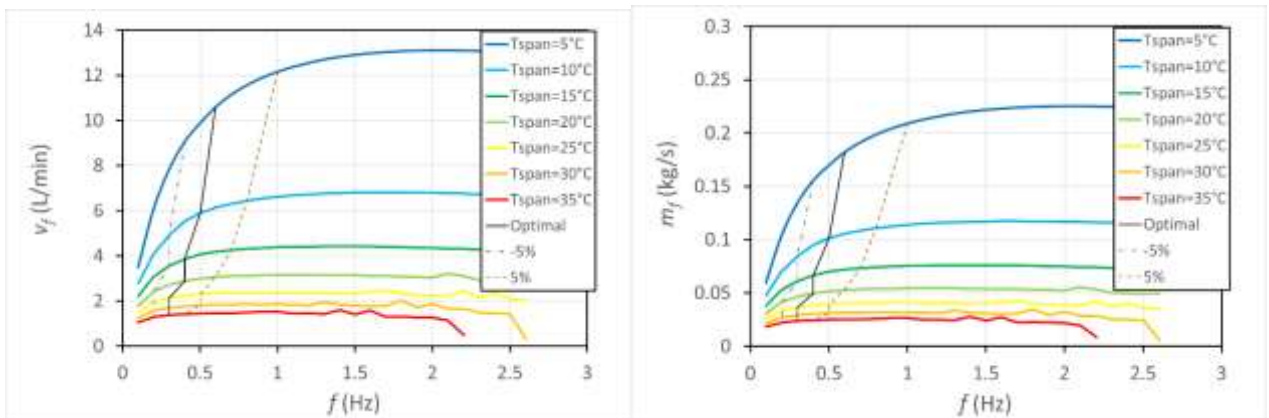 14
12
10
8
6
4
2
0
v_f (L/min)
0
0.5
1
1.5
2
2.5
3
f (Hz)
Tspan=5°C
Tspan=10°C
Tspan=15°C
Tspan=20°C
Tspan=25°C
Tspan=30°C
Tspan=35°C
Optimal
-5%
5%
0.3
0.25
0.2
0.15
0.1
0.05
0
m_f (kg/s)
0
0.5
1
1.5
2
2.5
3
f (Hz)
Tspan=5°C
Tspan=10°C
Tspan=15°C
Tspan=20°C
Tspan=25°C
Tspan=30°C
Tspan=35°C
Optimal
-5%
5%